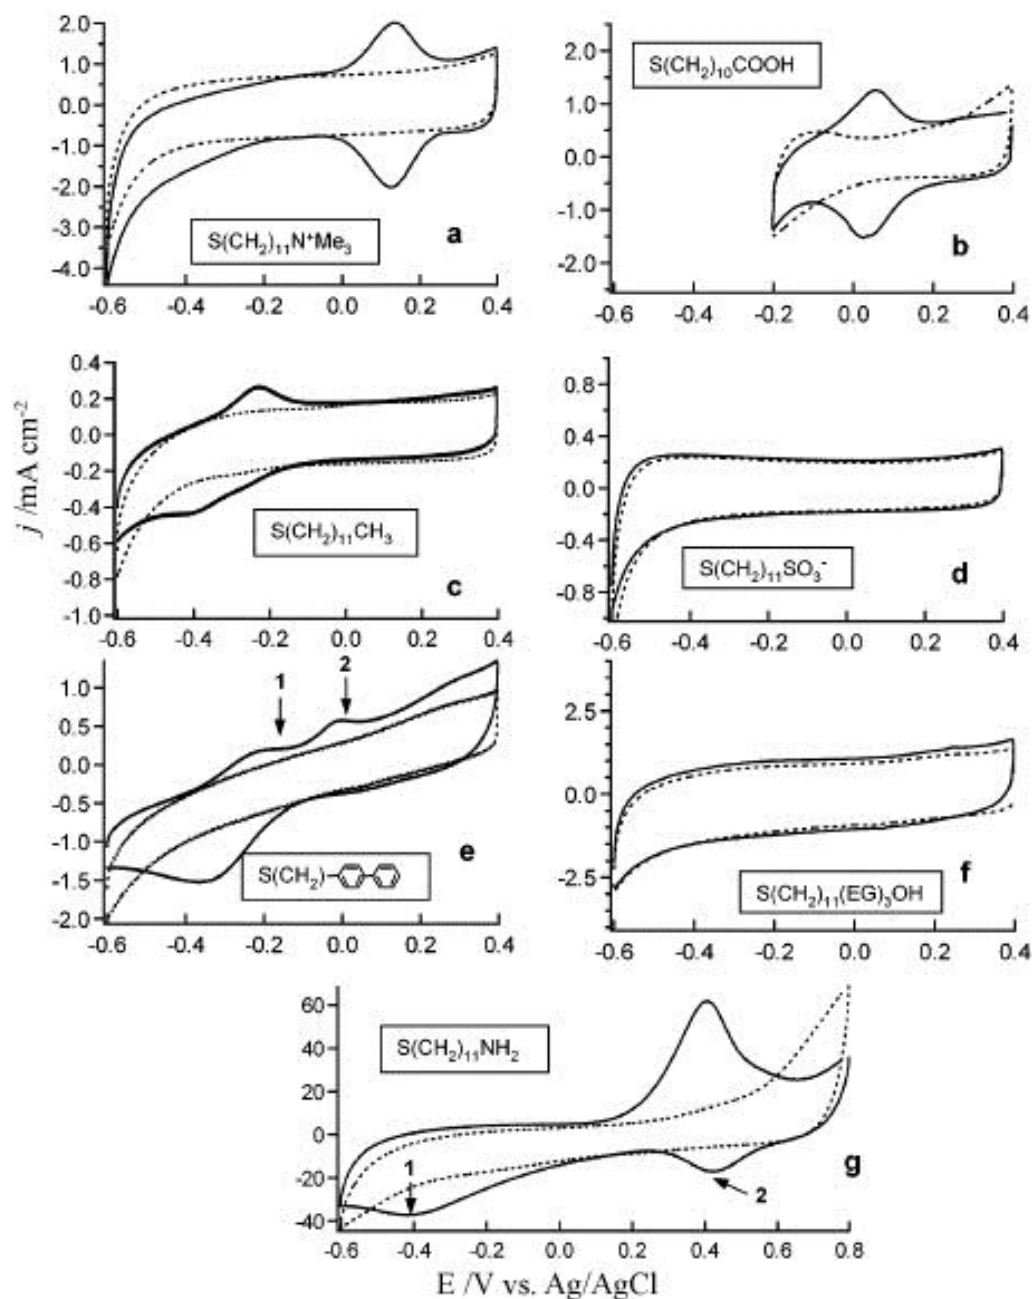 2.0
1.0
0.0
-1.0
-2.0
-3.0
-4.0
S(CH2)11N+Me3
a
-0.6 -0.4 -0.2 0.0 0.2 0.4
2.0
1.0
0.0
-1.0
-2.0
S(CH2)10COOH
b
-0.6 -0.4 -0.2 0.0 0.2 0.4
j /mA cm-2
0.4
0.2
0.0
-0.2
-0.4
-0.6
-0.8
-1.0
S(CH2)11CH3
c
-0.6 -0.4 -0.2 0.0 0.2 0.4
0.8
0.4
0.0
-0.4
-0.8
S(CH2)11SO3-
d
-0.6 -0.4 -0.2 0.0 0.2 0.4
1.0
0.5
0.0
-0.5
-1.0
-1.5
-2.0
1
2
S(CH2)
e
-0.6 -0.4 -0.2 0.0 0.2 0.4
2.5
0.0
-2.5
S(CH2)11(EG)3OH
f
-0.6 -0.4 -0.2 0.0 0.2 0.4
60
40
20
0
-20
-40
S(CH2)11NH2
1
2
g
-0.6 -0.4 -0.2 0.0 0.2 0.4 0.6 0.8
E /V vs. Ag/AgCl